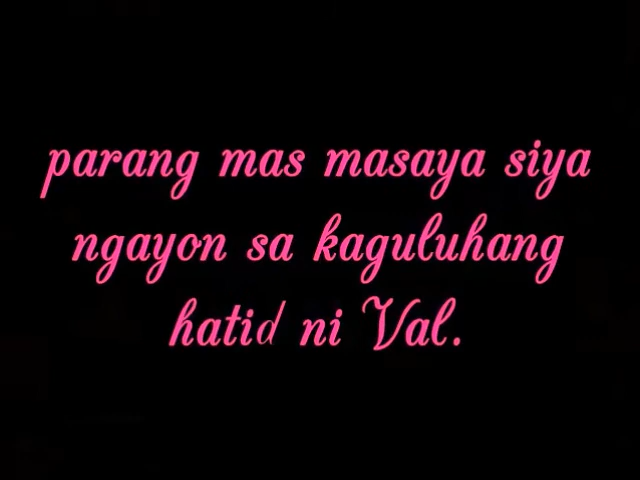 parang mas masaya siya
ngayon sa kaguluhang
hatid ni Val.